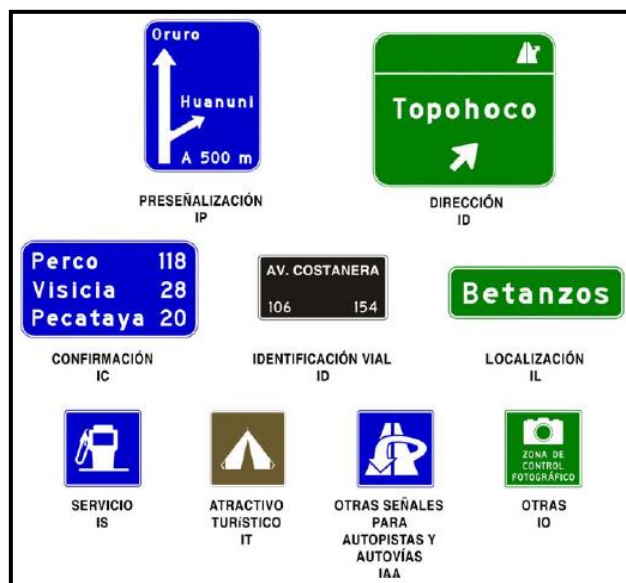 Oruro
Huanuni
A 500 m
PRESEÑALIZACIÓN
IP
Topohoco
DIRECCIÓN
ID
Perco 118
Visicia 28
Pecataya 20
CONFIRMACIÓN
IC
AV. COSTANERA
106 154
IDENTIFICACIÓN VIAL
ID
Betanzos
LOCALIZACIÓN
IL
SERVICIO
IS
ATRACTIVO
TURíSTICO
IT
OTRAS SEÑALES
PARA
AUTOPISTAS Y
AUTOVÍAS
IAA
ZONA DE
CONTROL
FOTOGRÁFICO
OTRAS
IO